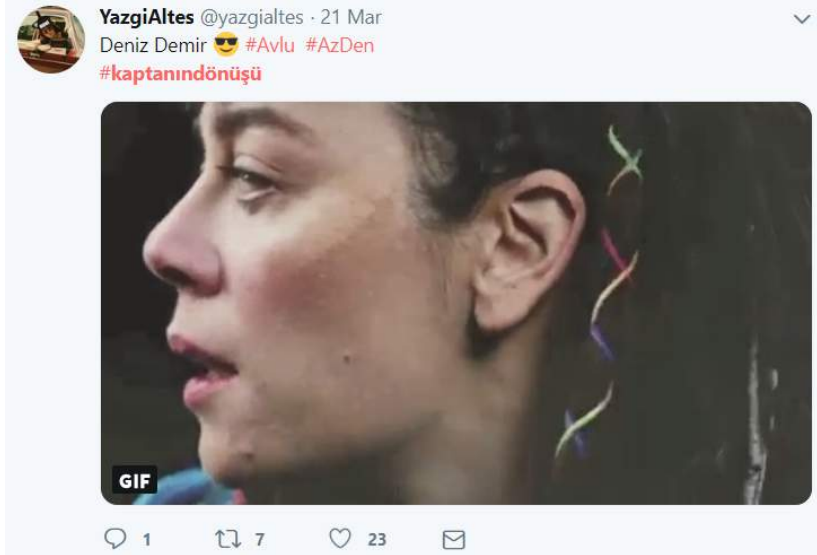 YazgiAltes @yazgialtes · 21 Mar
Deniz Demir 😎 #Avlu #AzDen
#kaptanındönüşü
GIF
1 7 23